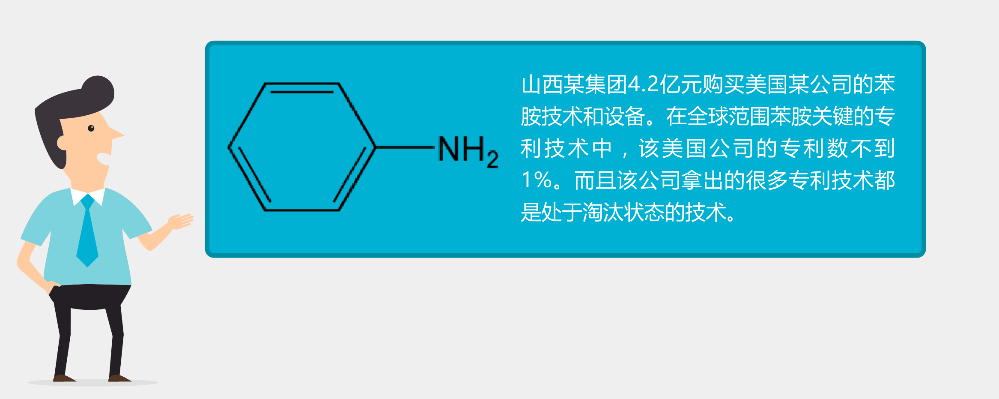 山西某集团4.2亿元购买美国某公司的苯
胺技术和设备。在全球范围苯胺关键的专
利技术中，该美国公司的专利数不到
1%。而且该公司拿出的很多专利技术都
是处于淘汰状态的技术。
NH₂